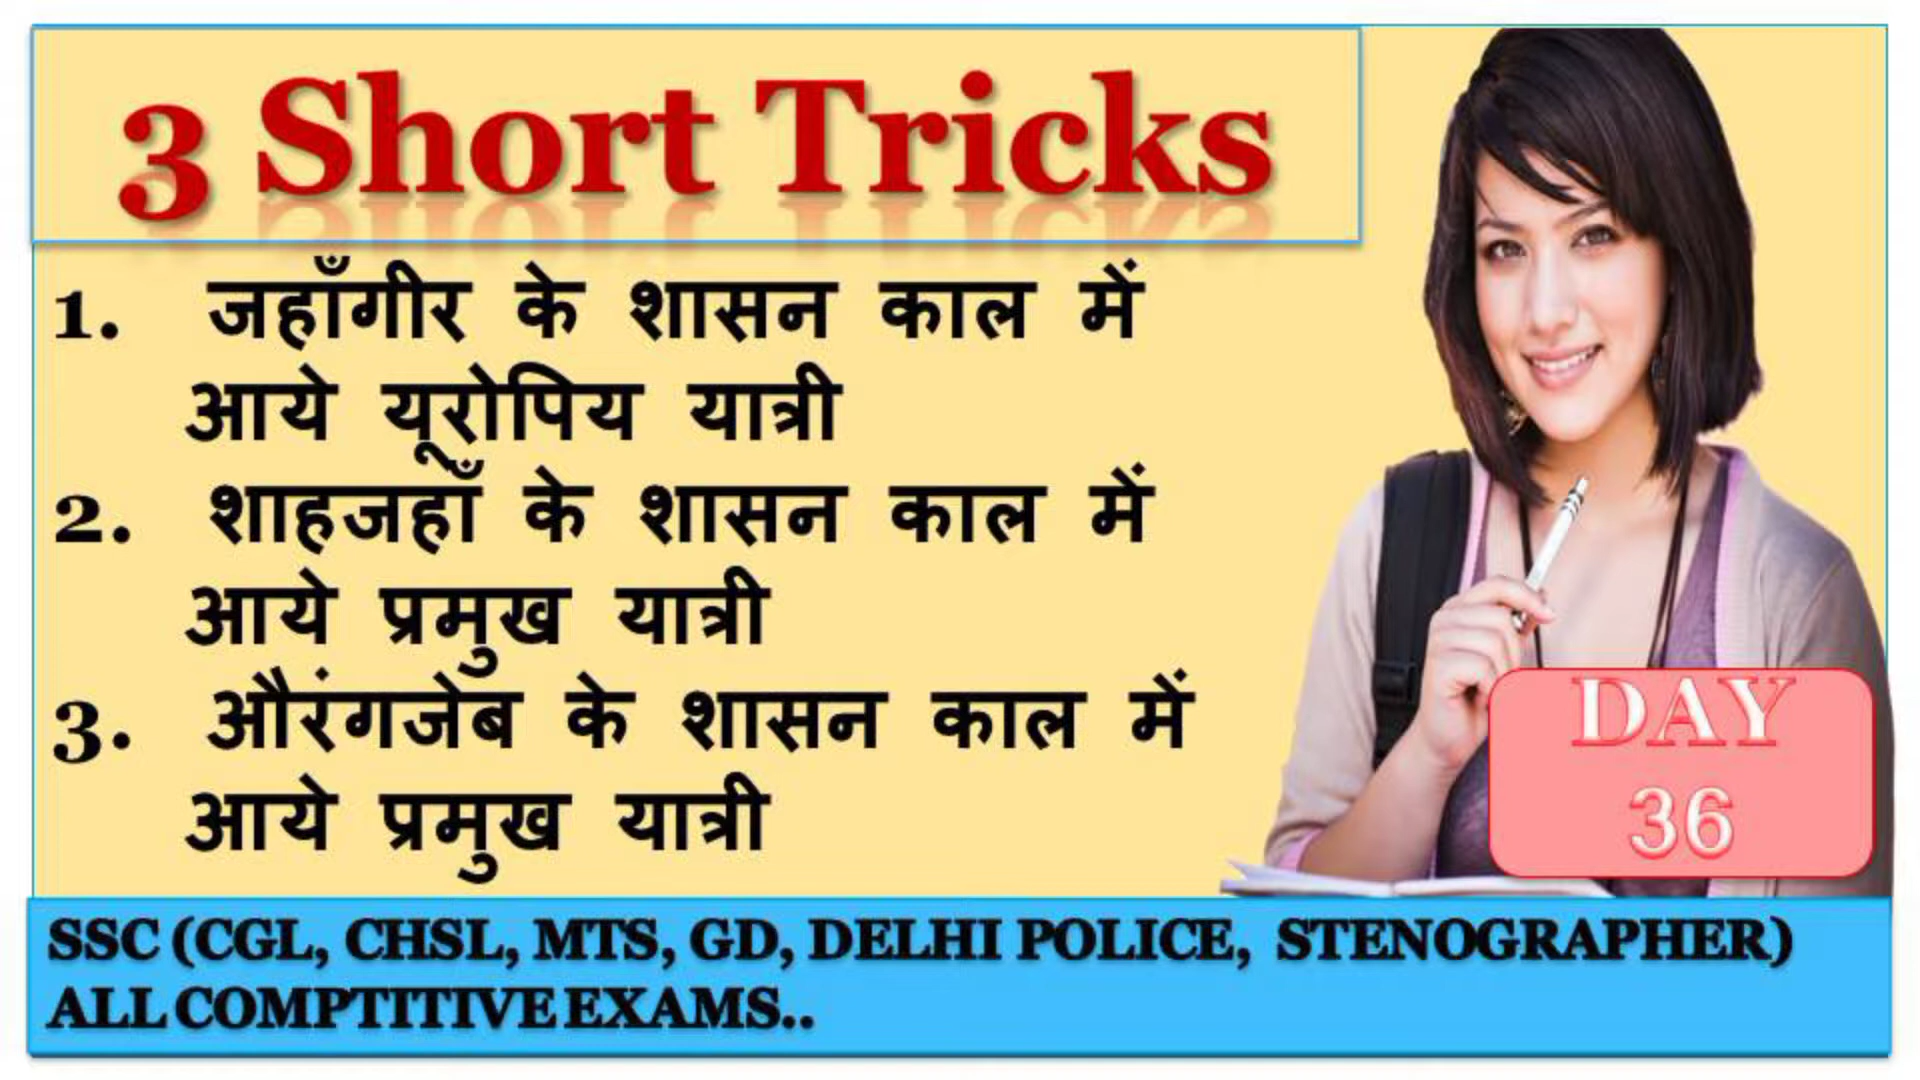 3 Short Tricks
1. जहाँगीर के शासन काल में
आये यूरोपिय यात्री
2. शाहजहाँ के शासन काल में
आये प्रमुख यात्री
3. औरंगजेब के शासन काल में
आये प्रमुख यात्री
DAY
36
SSC (CGL, CHSL, MTS, GD, DELHI POLICE, STENOGRAPHER)
ALL COMPTITIVE EXAMS..